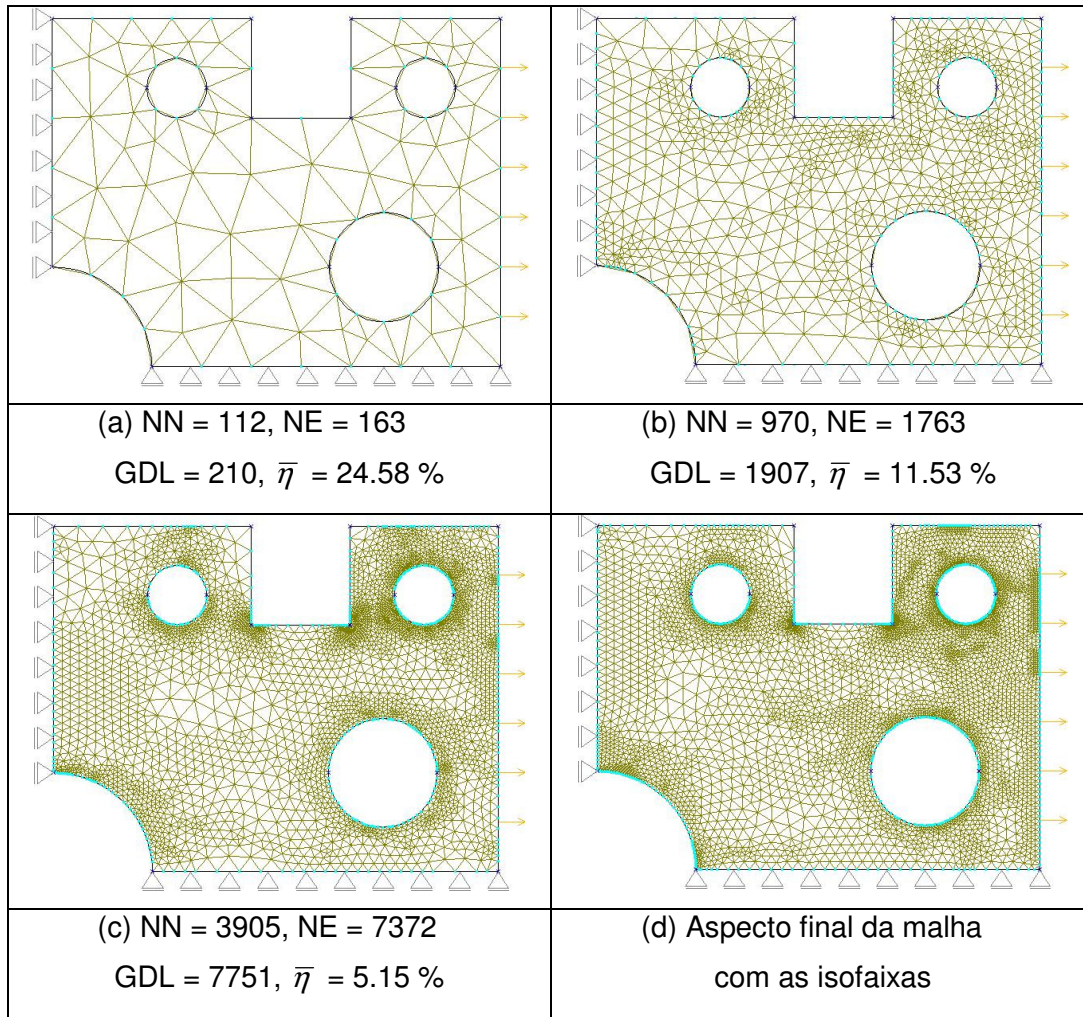 (a) NN = 112, NE = 163
GDL = 210, η̅ = 24.58 %
(b) NN = 970, NE = 1763
GDL = 1907, η̅ = 11.53 %
(c) NN = 3905, NE = 7372
GDL = 7751, η̅ = 5.15 %
(d) Aspecto final da malha
com as isofaixas